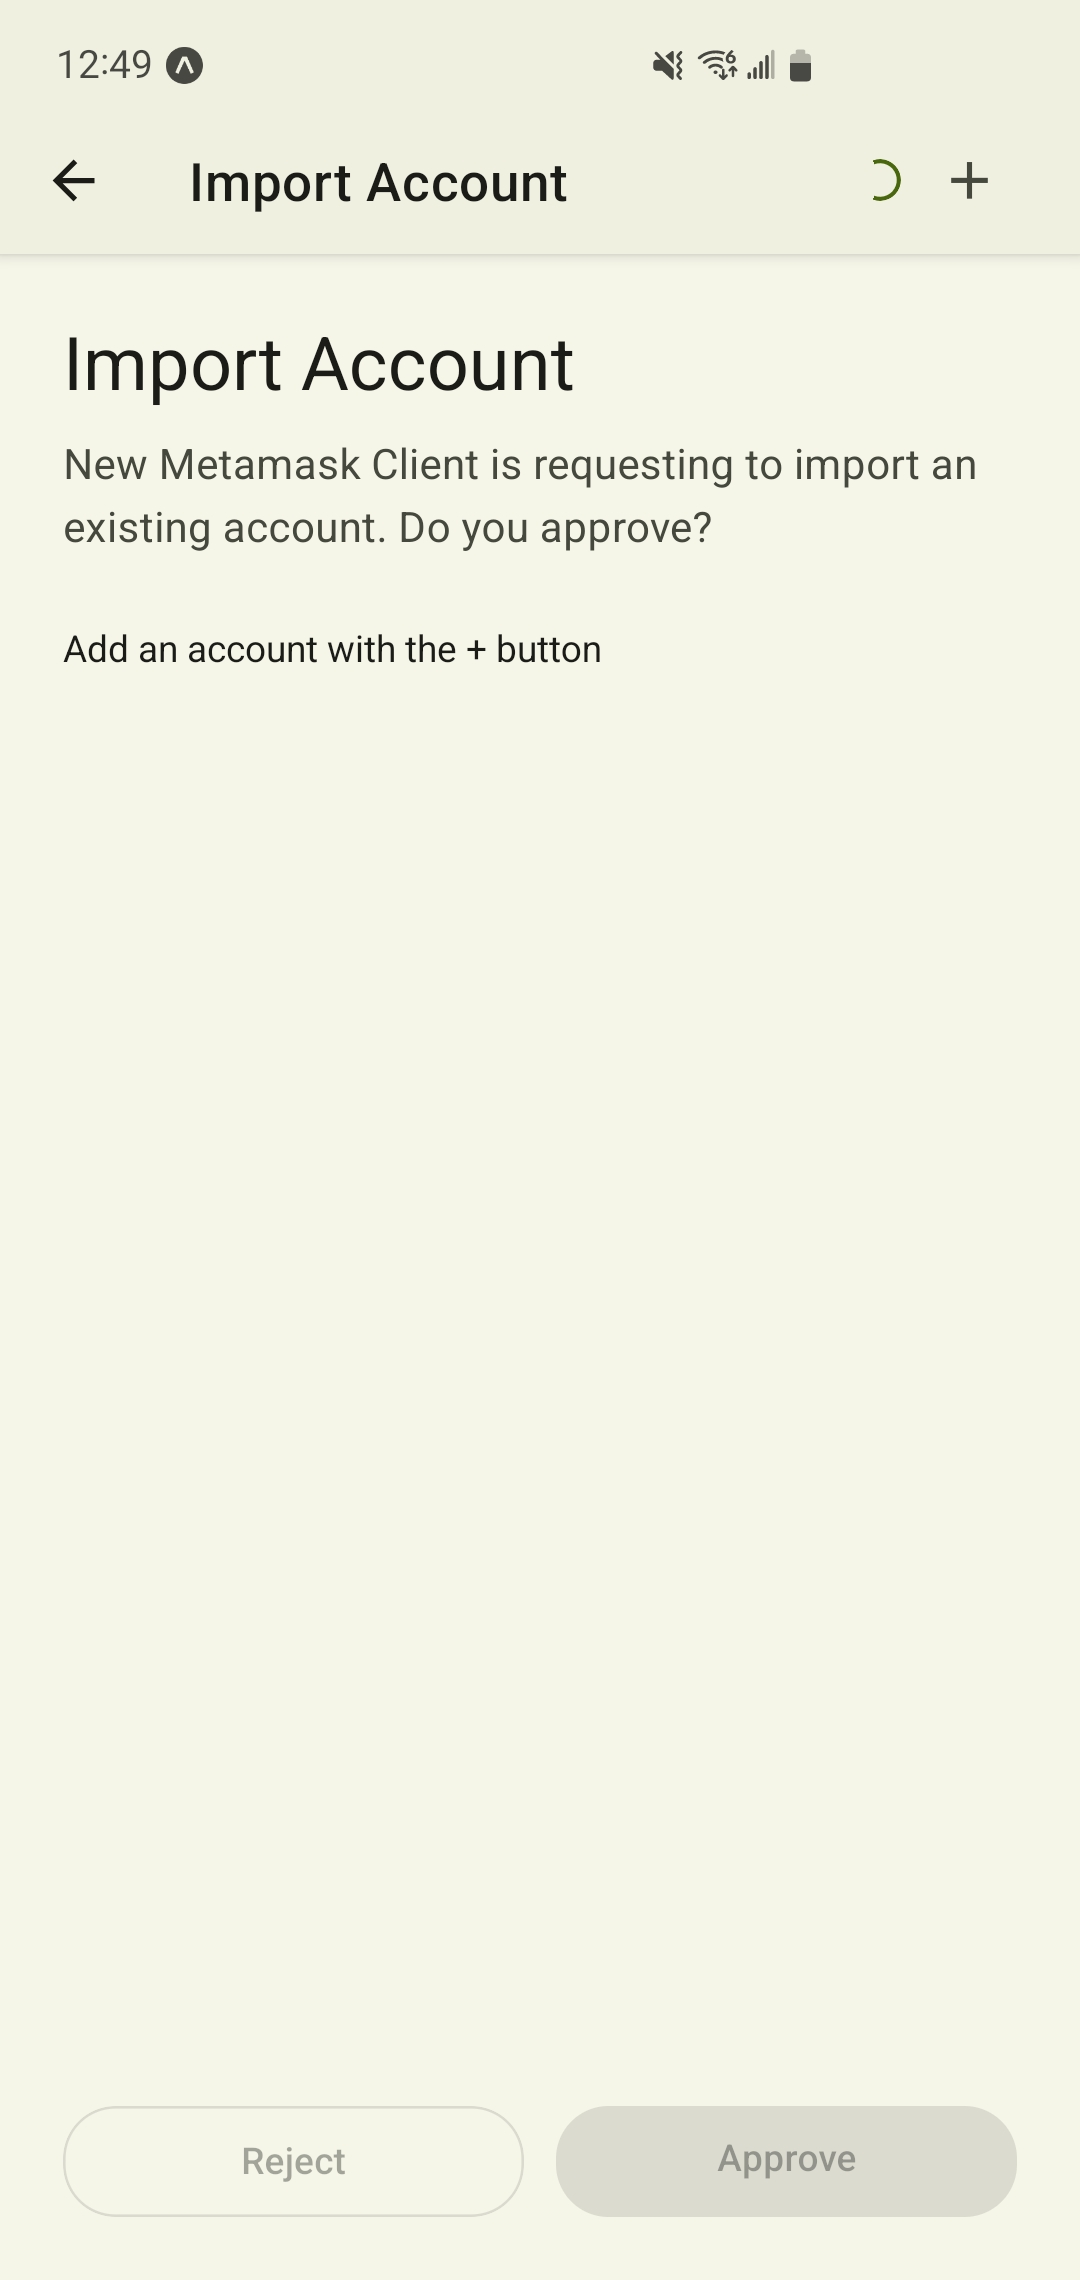 12:49
Import Account
Import Account
New Metamask Client is requesting to import an
existing account. Do you approve?
Add an account with the + button
Reject
Approve